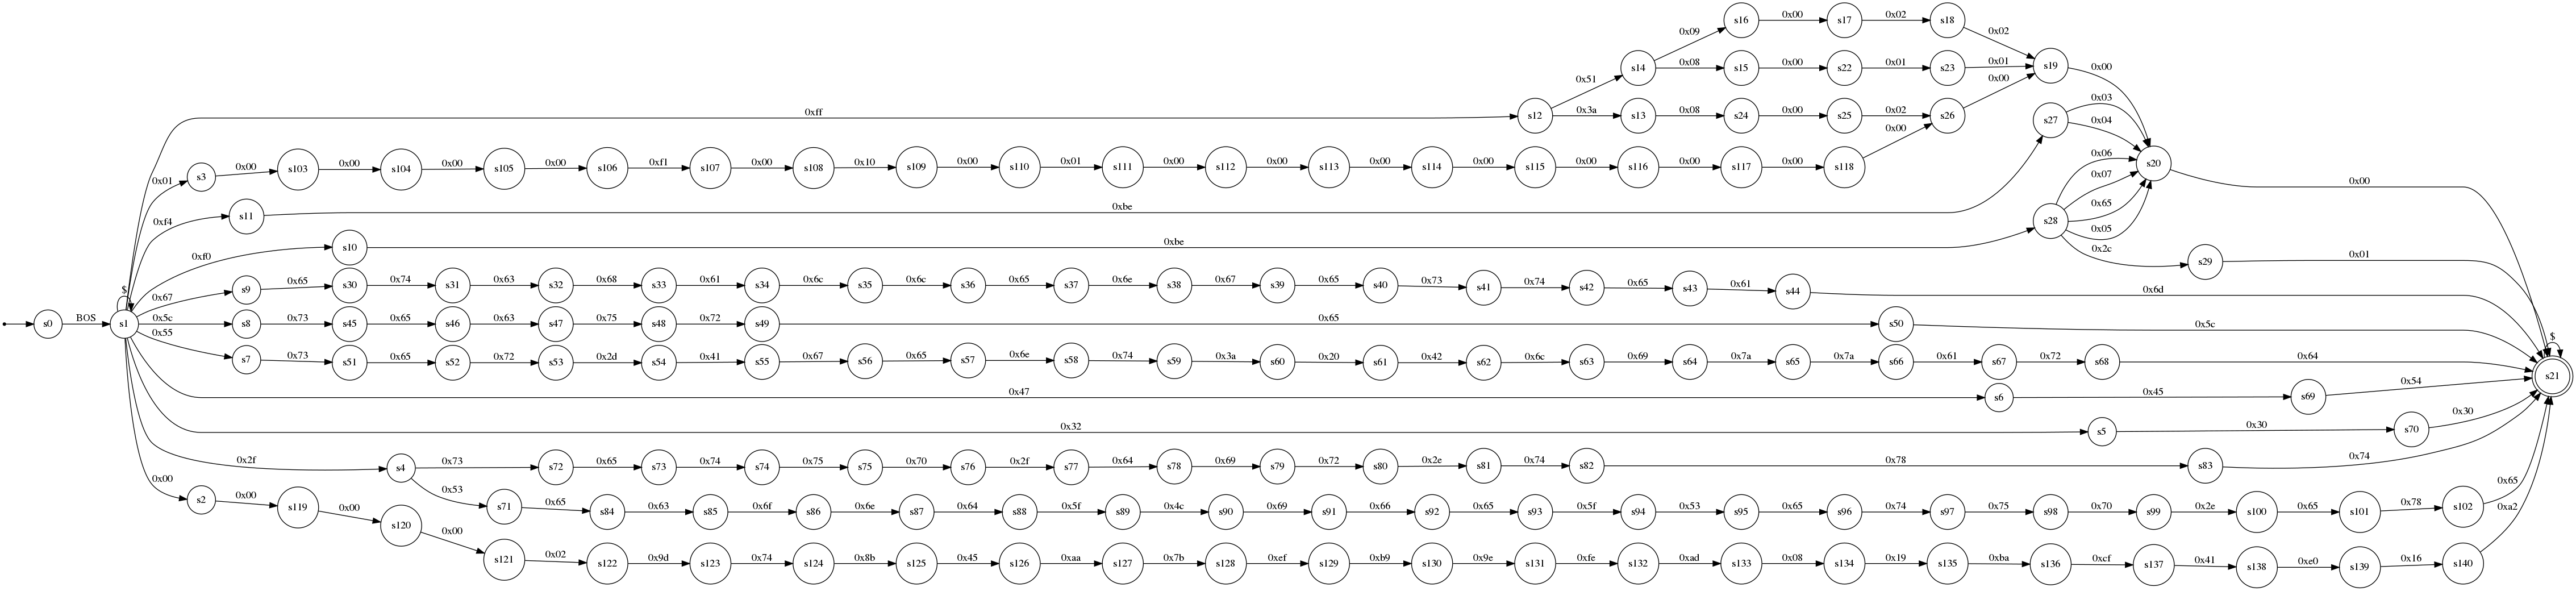 s16 0x00 s17 0x02 s18
0x09 0x02
s14 0x08 s15 0x00 s22 0x01 s23 0x01 s19 0x00
0x51 0x00
0xff s12 0x3a s13 0x08 s24 0x00 s25 0x02 s26 s27 0x03
0x04
0x00
0x01 s3 0x00 s103 0x00 s104 0x00 s105 0x00 s106 0xf1 s107 0x00 s108 0x10 s109 0x00 s110 0x01 s111 0x00 s112 0x00 s113 0x00 s114 0x00 s115 0x00 s116 0x00 s117 0x00 s118
0x06 s20 0x00
0x07
0x65
0xf4 s11 0xbe s28 0x05
0x2c
0xf0 s10 0xbe s29 0x01
$ 0x67 s9 0x65 s30 0x74 s31 0x63 s32 0x68 s33 0x61 s34 0x6c s35 0x6c s36 0x65 s37 0x6e s38 0x67 s39 0x65 s40 0x73 s41 0x74 s42 0x65 s43 0x61 s44 0x6d
s0 BOS s1 0x5c s8 0x73 s45 0x65 s46 0x63 s47 0x75 s48 0x72 s49 0x65 s50 0x5c
0x55 s7 0x73 s51 0x65 s52 0x72 s53 0x2d s54 0x41 s55 0x67 s56 0x65 s57 0x6e s58 0x74 s59 0x3a s60 0x20 s61 0x42 s62 0x6c s63 0x69 s64 0x7a s65 0x7a s66 0x61 s67 0x72 s68 0x64 $
s21
0x47 s6 0x45 s69 0x54
0x32 s5 0x30 s70 0x30
0x2f s4 0x73 s72 0x65 s73 0x74 s74 0x75 s75 0x70 s76 0x2f s77 0x64 s78 0x69 s79 0x72 s80 0x2e s81 0x74 s82 0x78 s83 0x74
0x53 s71 0x65 s84 0x63 s85 0x6f s86 0x6e s87 0x64 s88 0x5f s89 0x4c s90 0x69 s91 0x66 s92 0x65 s93 0x5f s94 0x53 s95 0x65 s96 0x74 s97 0x75 s98 0x70 s99 0x2e s100 0x65 s101 0x78 s102 0x65
0x00 s2 0x00 s119 0x00 s120 0x00 s121 0x02 s122 0x9d s123 0x74 s124 0x8b s125 0x45 s126 0xaa s127 0x7b s128 0xef s129 0xb9 s130 0x9e s131 0xfe s132 0xad s133 0x08 s134 0x19 s135 0xba s136 0xcf s137 0x41 s138 0xe0 s139 0x16 s140 0xa2